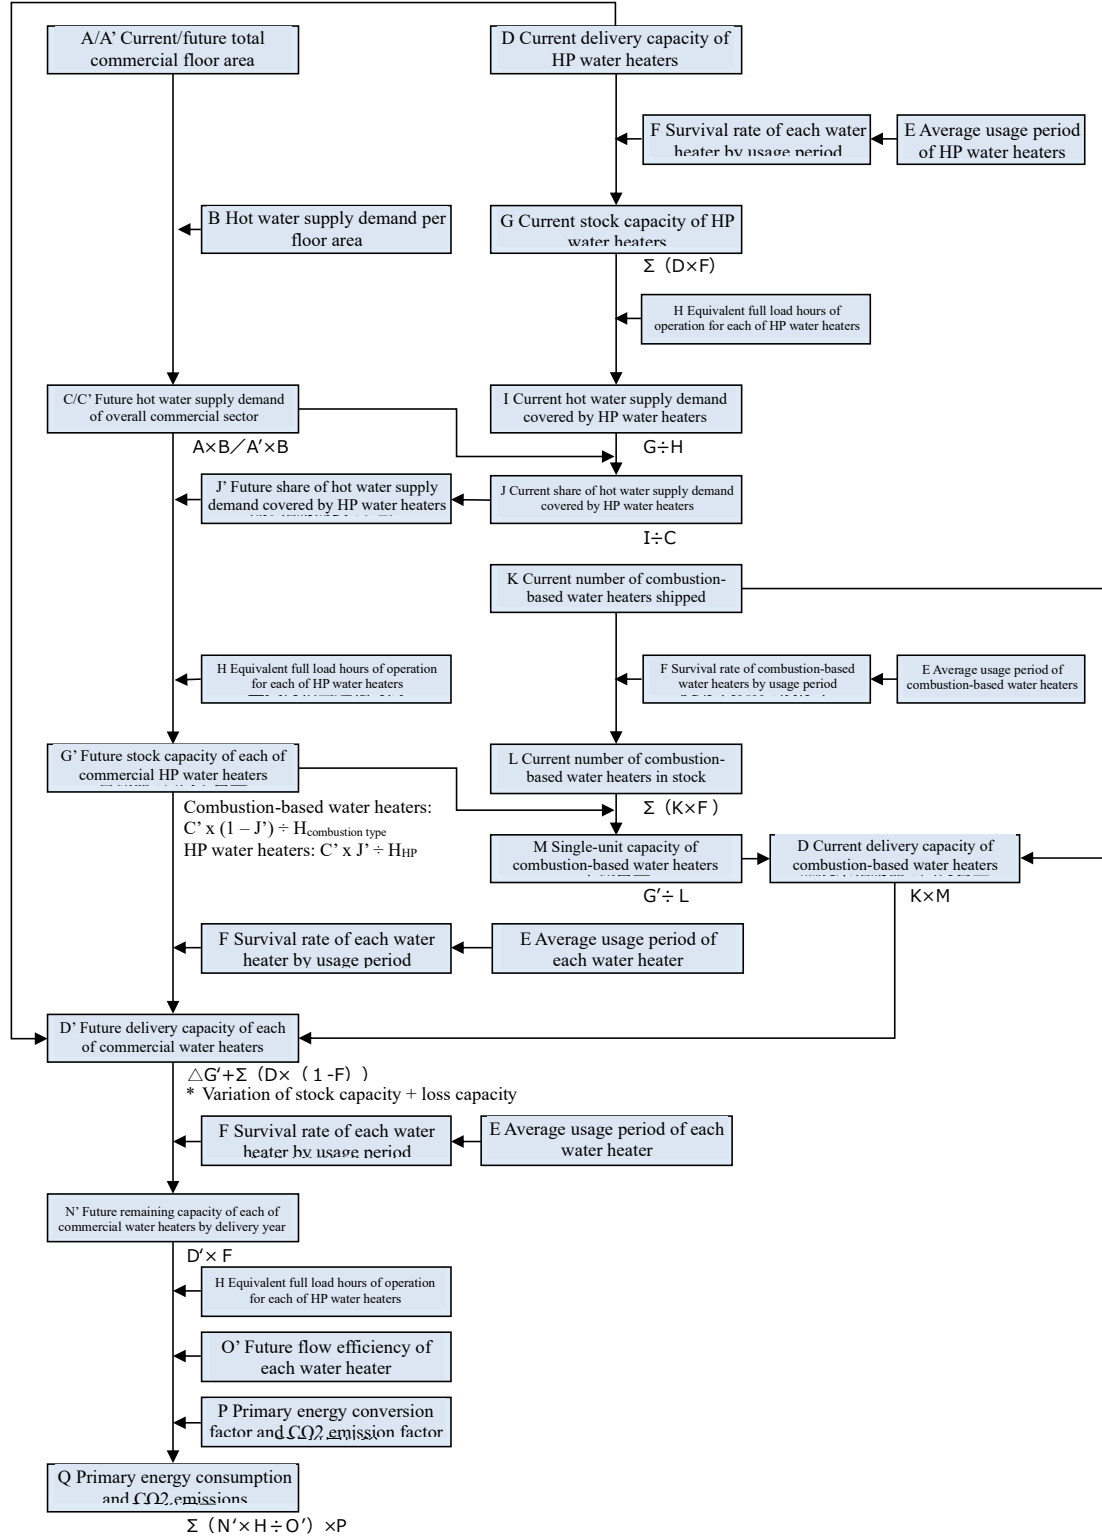 A/A’ Current/future total
commercial floor area
D Current delivery capacity of
HP water heaters
F Survival rate of each water
heater by usage period
E Average usage period
of HP water heaters
B Hot water supply demand per
floor area
G Current stock capacity of HP
water heaters
Σ（D×F）
H Equivalent full load hours of
operation for each of HP water heaters
C/C’ Future hot water supply demand
of overall commercial sector
A×B／A’×B
I Current hot water supply demand
covered by HP water heaters
G÷H
J’ Future share of hot water supply
demand covered by HP water heaters
J Current share of hot water supply demand
covered by HP water heaters
I÷C
K Current number of combustion-
based water heaters shipped
H Equivalent full load hours of operation
for each of HP water heaters
F Survival rate of combustion-based
water heaters by usage period
E Average usage period of
combustion-based water heaters
G’ Future stock capacity of each of
commercial HP water heaters
L Current number of combustion-
based water heaters in stock
Σ（K×F）
Combustion-based water heaters:
C’ x (1 – J’) ÷ Hcombustion type
HP water heaters: C’ x J’ ÷ HHP
M Single-unit capacity of
combustion-based water heaters
G’÷ L
D Current delivery capacity of
combustion-based water heaters
K×M
F Survival rate of each water
heater by usage period
E Average usage period of
each water heater
D’ Future delivery capacity of each
of commercial water heaters
△G‘+Σ（D×（１-F））
* Variation of stock capacity + loss capacity
F Survival rate of each water
heater by usage period
E Average usage period of each
water heater
N’ Future remaining capacity of each of
commercial water heaters by delivery year
D‘× F
H Equivalent full load hours of operation
for each of HP water heaters
O’ Future flow efficiency of
each water heater
P Primary energy conversion
factor and CO2 emission factor
Q Primary energy consumption
and CO2 emissions
Σ（N‘×H÷O’）×P